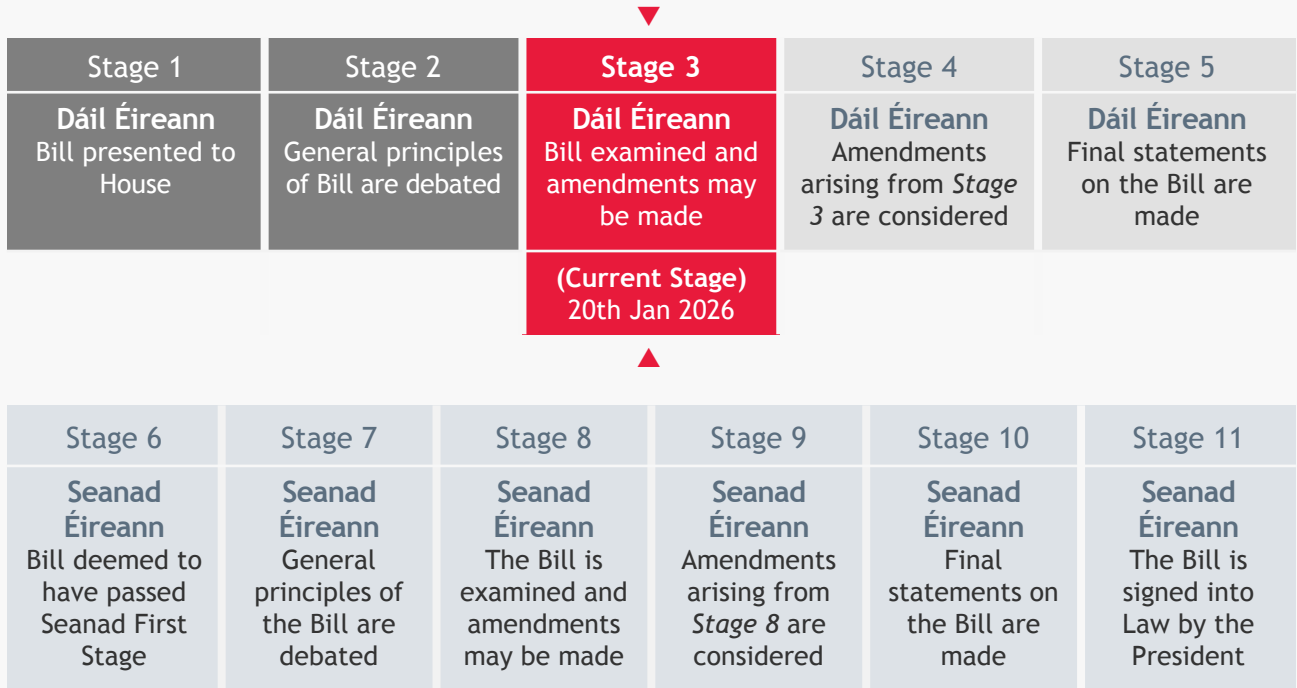 Stage 1
Dáil Éireann
Bill presented to
House
Stage 2
Dáil Éireann
General principles
of Bill are debated
Stage 3
Dáil Éireann
Bill examined and
amendments may
be made
(Current Stage)
20th Jan 2026
Stage 4
Dáil Éireann
Amendments
arising from Stage
3 are considered
Stage 5
Dáil Éireann
Final statements
on the Bill are
made
Stage 6
Seanad
Éireann
Bill deemed to
have passed
Seanad First
Stage
Stage 7
Seanad
Éireann
General
principles of
the Bill are
debated
Stage 8
Seanad
Éireann
The Bill is
examined and
amendments
may be made
Stage 9
Seanad
Éireann
Amendments
arising from
Stage 8 are
considered
Stage 10
Seanad
Éireann
Final
statements on
the Bill are
made
Stage 11
Seanad
Éireann
The Bill is
signed into
Law by the
President